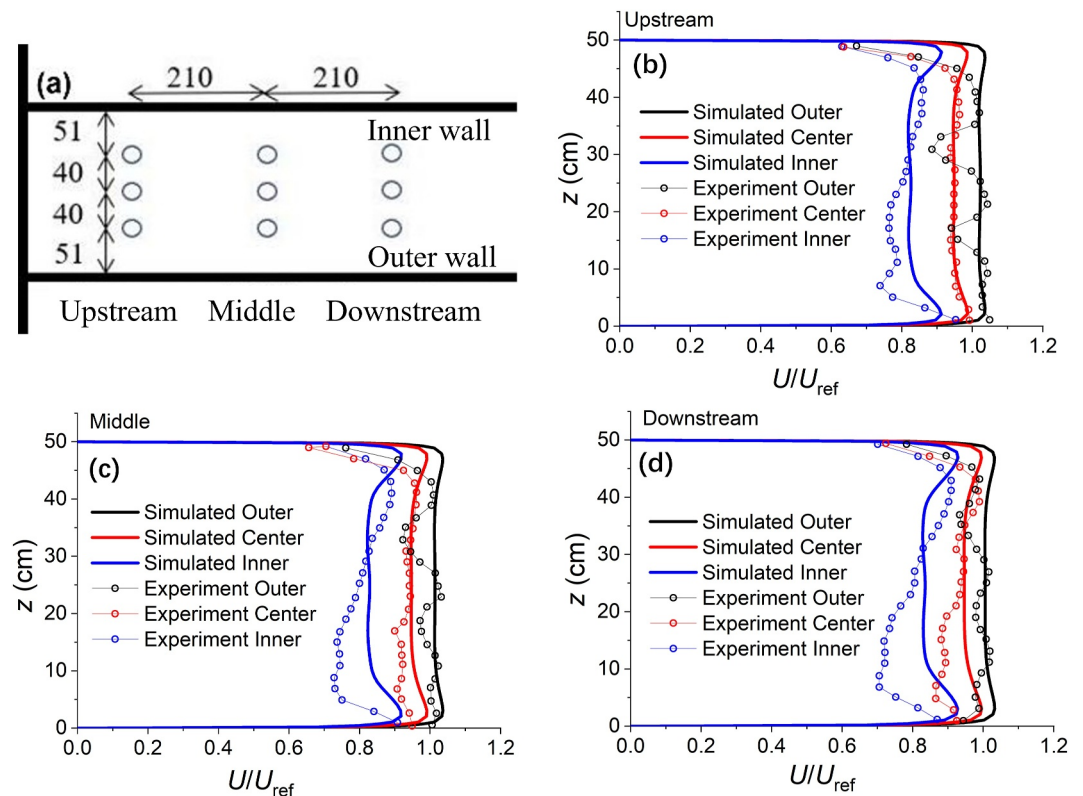 (a)
210 210
51
40
40
51
Inner wall
Outer wall
Upstream Middle Downstream
Upstream
(b)
50
40
30
20
10
0
z (cm)
Simulated Outer
Simulated Center
Simulated Inner
Experiment Outer
Experiment Center
Experiment Inner
0.0 0.2 0.4 0.6 0.8 1.0 1.2
U/Uref
Middle
(c)
50
40
30
20
10
0
z (cm)
Simulated Outer
Simulated Center
Simulated Inner
Experiment Outer
Experiment Center
Experiment Inner
0.0 0.2 0.4 0.6 0.8 1.0 1.2
U/Uref
Downstream
(d)
50
40
30
20
10
0
z (cm)
Simulated Outer
Simulated Center
Simulated Inner
Experiment Outer
Experiment Center
Experiment Inner
0.0 0.2 0.4 0.6 0.8 1.0 1.2
U/Uref